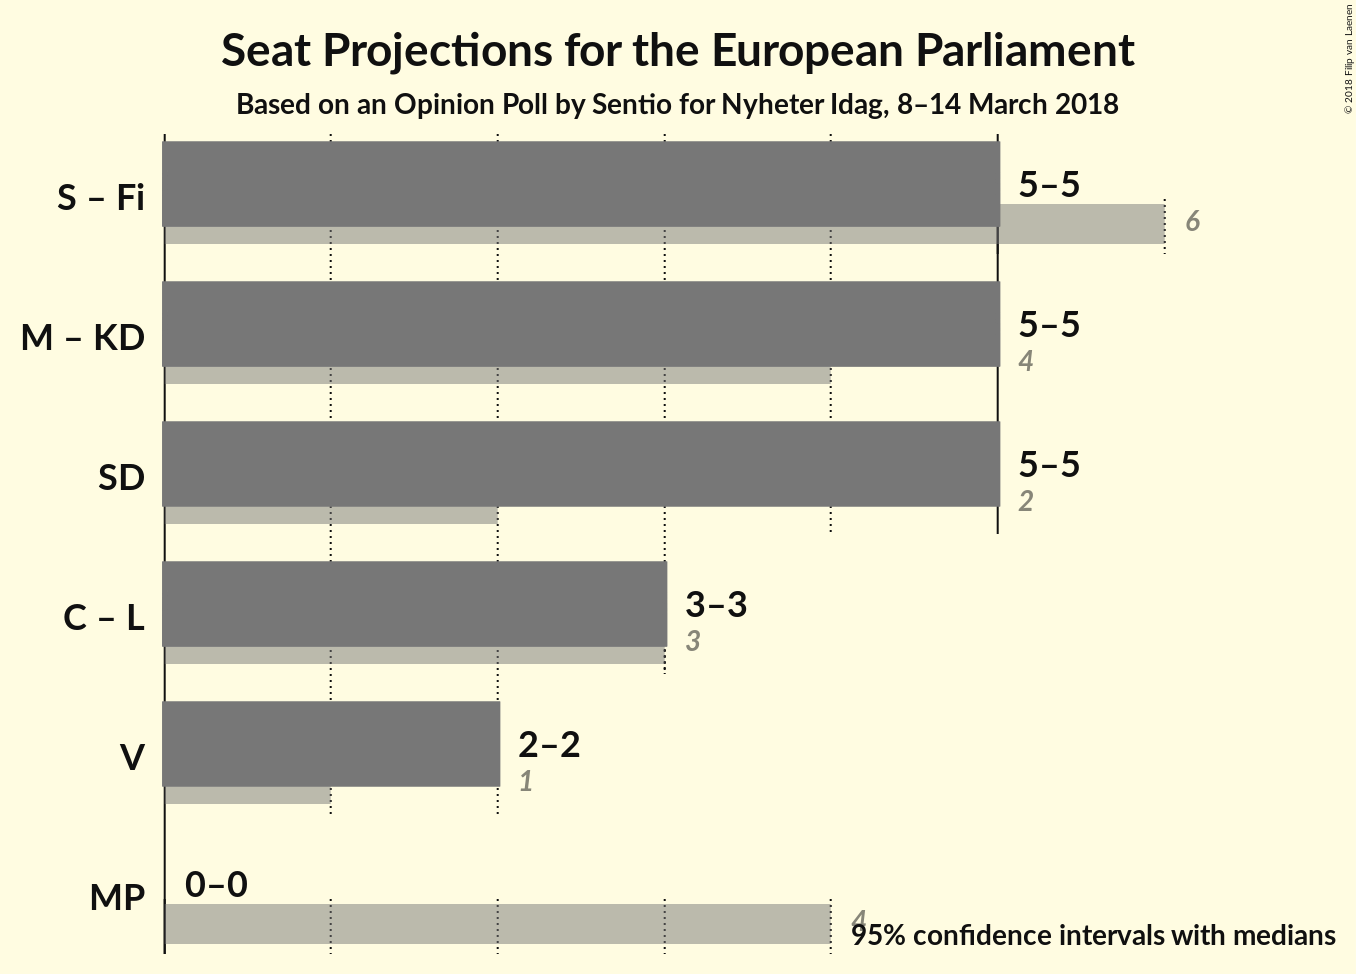 Seat Projections for the European Parliament
Based on an Opinion Poll by Sentio for Nyheter Idag, 8–14 March 2018
© 2018 Filip van Laenen
S – Fi
5–5
6
M – KD
5–5
4
SD
5–5
2
C – L
3–3
3
V
2–2
1
MP
0–0
4
95% confidence intervals with medians